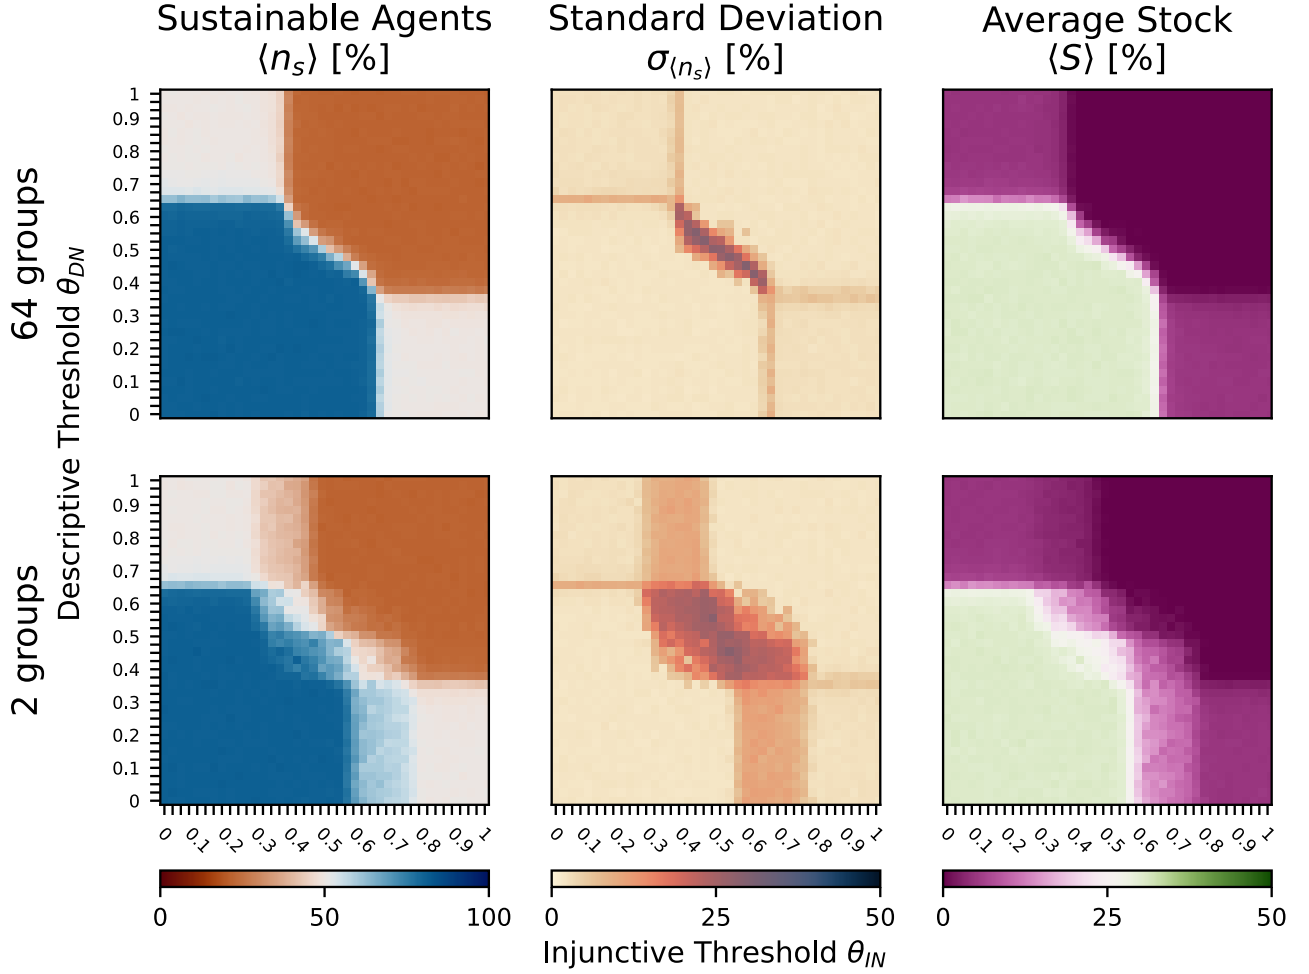 Sustainable Agents
⟨n_s⟩ [%]
Standard Deviation
σ_⟨n_s⟩ [%]
Average Stock
⟨S⟩ [%]
64 groups
2 groups
Descriptive Threshold θ_DN
1
0.9
0.8
0.7
0.6
0.5
0.4
0.3
0.2
0.1
0
1
0.9
0.8
0.7
0.6
0.5
0.4
0.3
0.2
0.1
0
0 0.1 0.2 0.3 0.4 0.5 0.6 0.7 0.8 0.9 1
0 0.1 0.2 0.3 0.4 0.5 0.6 0.7 0.8 0.9 1
0 0.1 0.2 0.3 0.4 0.5 0.6 0.7 0.8 0.9 1
0 50 100
0 25 50
0 25 50
Injunctive Threshold θ_IN